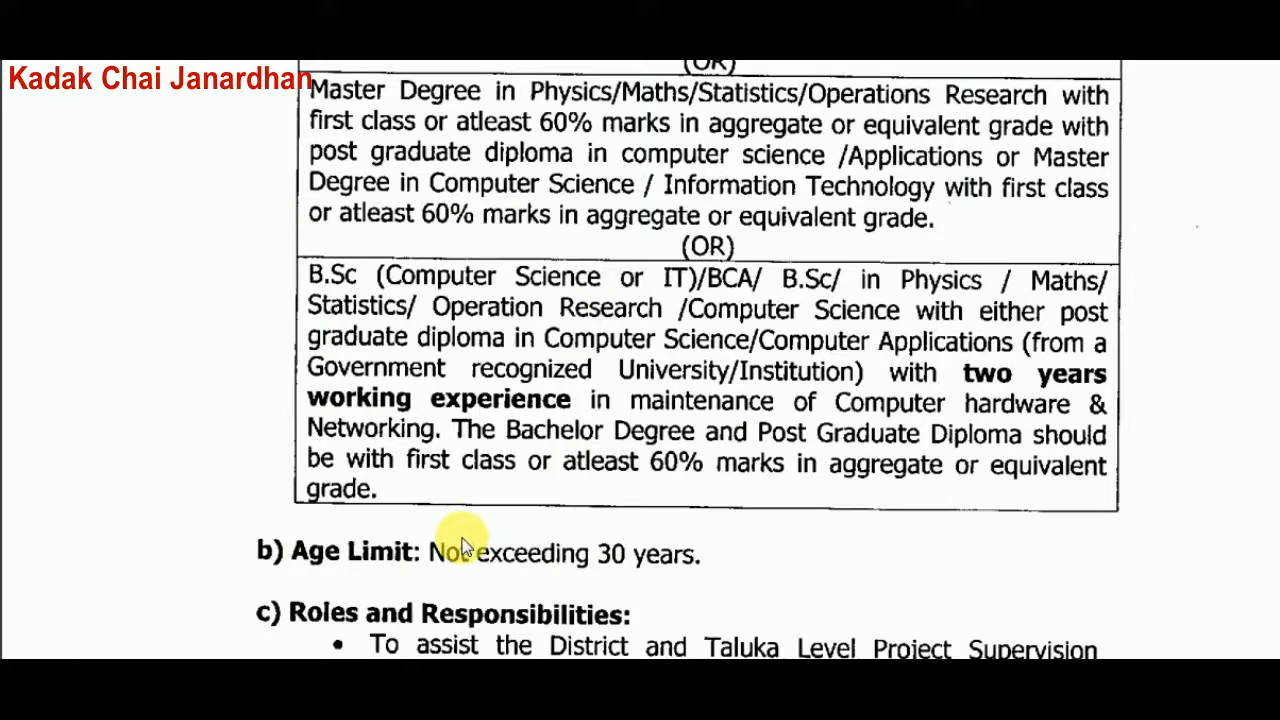 Kadak Chai Janardhan
(OR)
Master Degree in Physics/Maths/Statistics/Operations Research with
first class or atleast 60% marks in aggregate or equivalent grade with
post graduate diploma in computer science /Applications or Master
Degree in Computer Science / Information Technology with first class
or atleast 60% marks in aggregate or equivalent grade.
(OR)
B.Sc (Computer Science or IT)/BCA/ B.Sc/ in Physics / Maths/
Statistics/ Operation Research /Computer Science with either post
graduate diploma in Computer Science/Computer Applications (from a
Government recognized University/Institution) with two years
working experience in maintenance of Computer hardware &
Networking. The Bachelor Degree and Post Graduate Diploma should
be with first class or atleast 60% marks in aggregate or equivalent
grade.
b) Age Limit: Not exceeding 30 years.
c) Roles and Responsibilities:
• To assist the District and Taluka Level Project Supervision